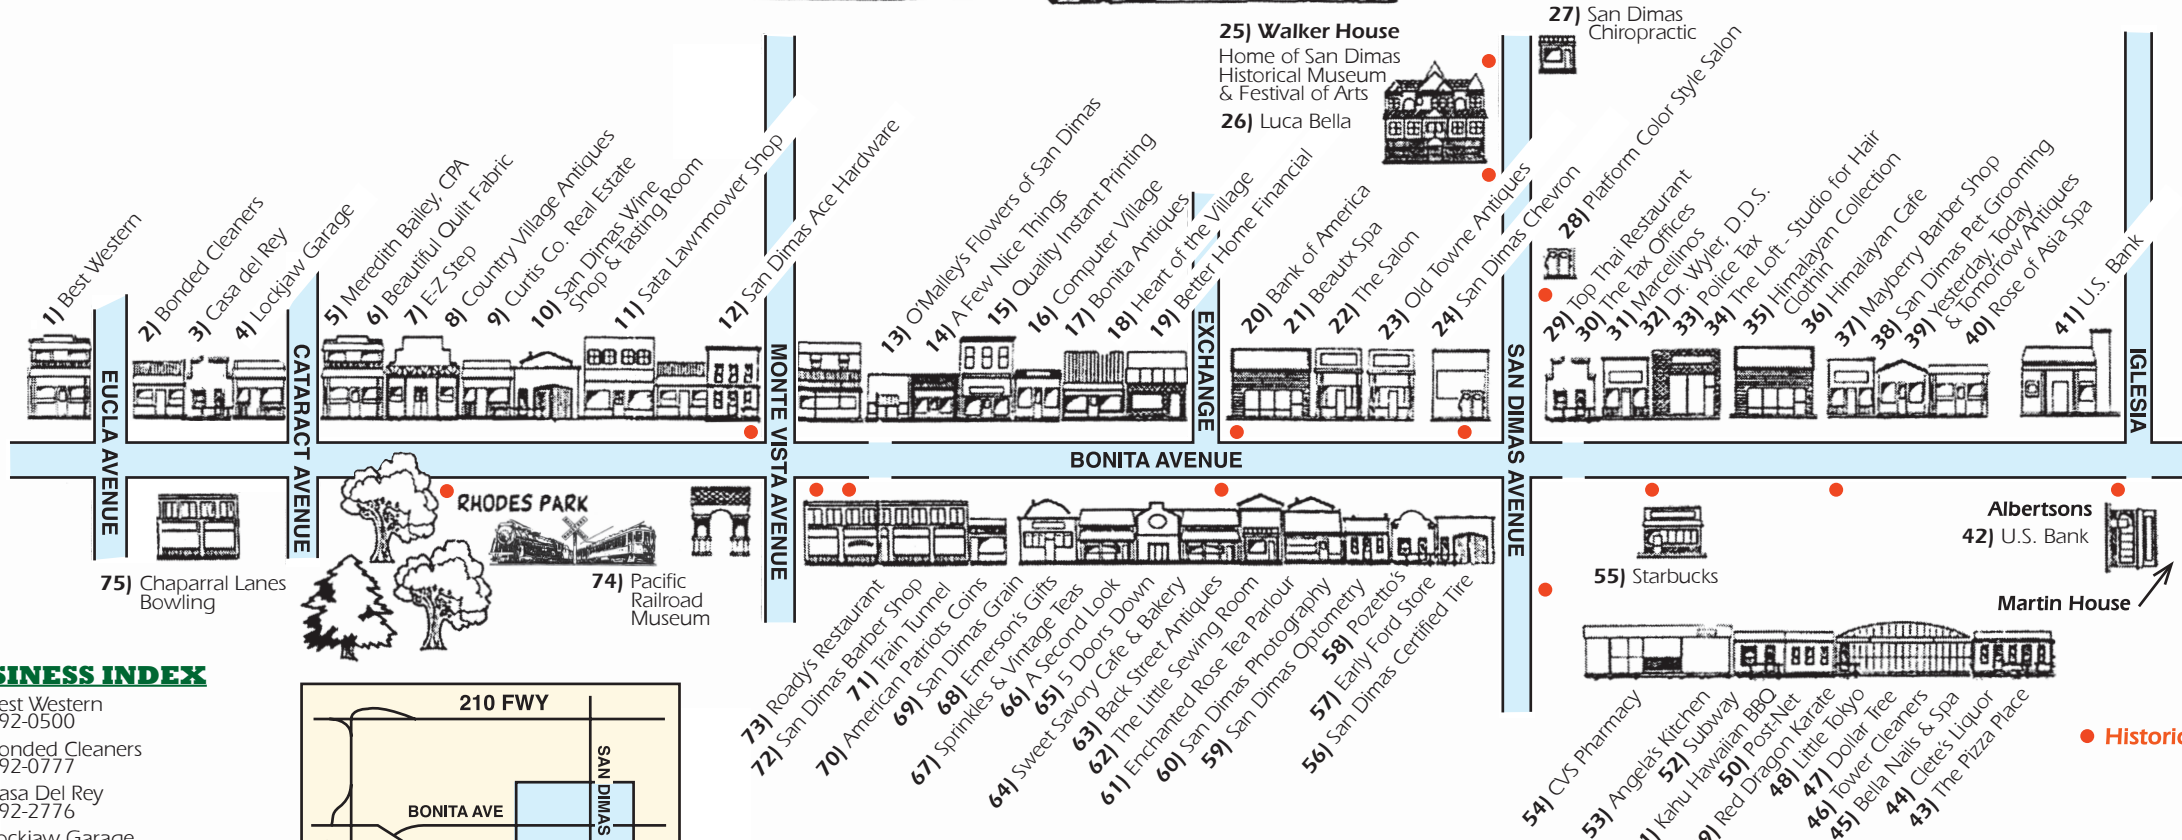 25) Walker House
Home of San Dimas
Historical Museum
& Festival of Arts
26) Luca Bella
27) San Dimas
Chiropractic
1) Best Western
2) Bonded Cleaners
3) Casa del Rey
4) Lockjaw Garage
5) Meredith Bailey, CPA
6) Beautiful Quilt Fabric
7) E-Z Step
8) Country Village Antiques
9) Curtis Co. Real Estate
10) San Dimas Wine
Shop & Tasting Room
11) Sata Lawnmower Shop
12) San Dimas Ace Hardware
13) O'Malley's Flowers of San Dimas
14) A Few Nice Things
15) Quality Instant Printing
16) Computer Village
17) Bonita Antiques
18) Heart of the Village
19) Better Home Financial
20) Bank of America
21) Beautx Spa
22) The Salon
23) Old Towne Antiques
24) San Dimas Chevron
28) Platform Color Style Salon
29) Top Thai Restaurant
30) The Tax Offices
31) Marcellinos
32) Dr. Wyler, D.D.S.
33) Police Tax
34) The Loft - Studio for Hair
35) Himalayan Collection
Clothin
36) Himalayan Cafe
37) Mayberry Barber Shop
38) San Dimas Pet Grooming
39) Yesterday, Today
& Tomorrow Antiques
40) Rose of Asia Spa
41) U.S. Bank
EUCLA AVENUE
CATARACT AVENUE
MONTE VISTA AVENUE
EXCHANGE
SAN DIMAS AVENUE
IGLESIA
BONITA AVENUE
RHODES PARK
75) Chaparral Lanes
Bowling
74) Pacific
Railroad
Museum
73) Roady's Restaurant
72) San Dimas Barber Shop
71) Train Tunnel
70) American Patriots Coins
69) San Dimas Grain
68) Emerson's Gifts
67) Sprinkles & Vintage Teas
66) A Second Look
65) 5 Doors Down
64) Sweet Savory Cafe & Bakery
63) Back Street Antiques
62) The Little Sewing Room
61) Enchanted Rose Tea Parlour
60) San Dimas Photography
59) San Dimas Optometry
58) Pozetto's
57) Early Ford Store
56) San Dimas Certified Tire
55) Starbucks
Albertsons
42) U.S. Bank
Martin House
54) CVS Pharmacy
53) Angela's Kitchen
52) Subway
1) Kahu Hawaiian BBQ
50) Post-Net
9) Red Dragon Karate
48) Little Tokyo
47) Dollar Tree
46) Tower Cleaners
45) Bella Nails & Spa
44) Clete's Liquor
43) The Pizza Place
Historic
SINESS INDEX
est Western
92-0500
onded Cleaners
92-0777
asa Del Rey
92-2776
ockjaw Garage
210 FWY
SAN DIMAS
BONITA AVE